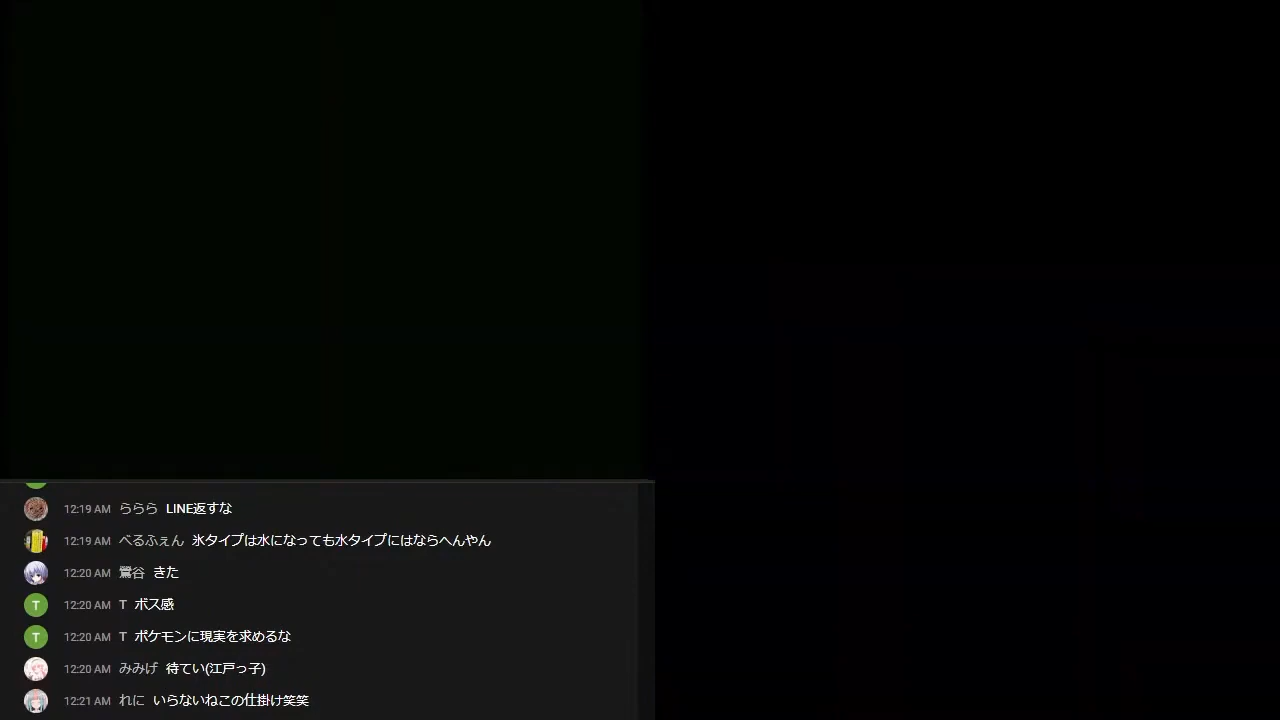 12:19 AM ららら LINE返すな
12:19 AM べるふぇん 氷タイプは水になっても水タイプにはならへんやん
12:20 AM 鶯谷 きた
T 12:20 AM T ボス感
T 12:20 AM T ポケモンに現実を求めるな
12:20 AM みみげ 待てい(江戸っ子)
12:21 AM れに いらないねこの仕掛け笑笑